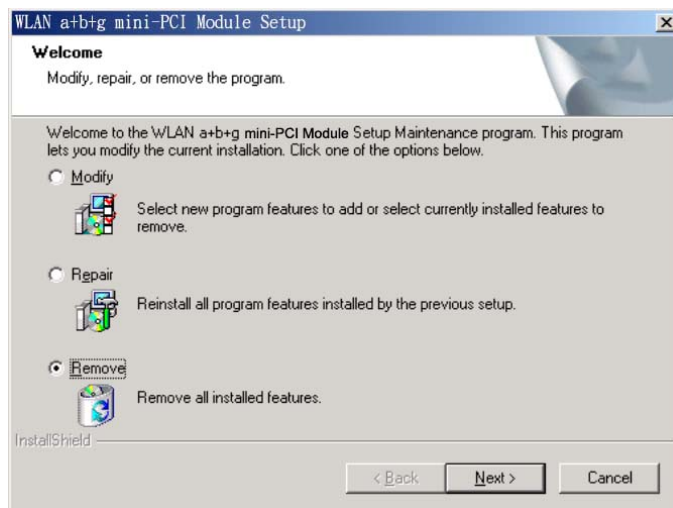 WLAN a+b+g mini-PCI Module Setup
Welcome
Modify, repair, or remove the program.
Welcome to the WLAN a+b+g mini-PCI Module Setup Maintenance program. This program
lets you modify the current installation. Click one of the options below.
Modify
Select new program features to add or select currently installed features to
remove.
Repair
Reinstall all program features installed by the previous setup.
Remove
Remove all installed features.
InstallShield
< Back Next > Cancel